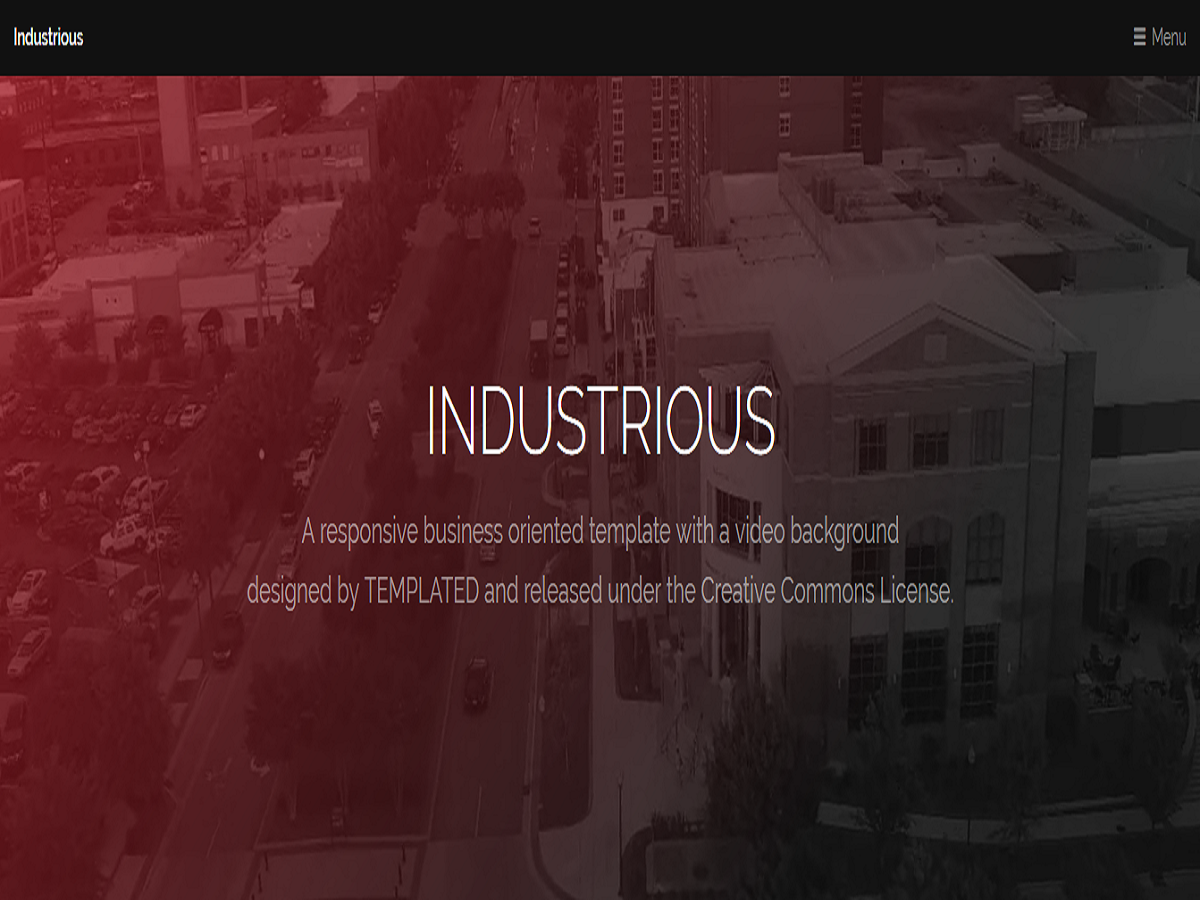 Industrious
Menu
INDUSTRIOUS
A responsive business oriented template with a video background
designed by TEMPLATED and released under the Creative Commons License.